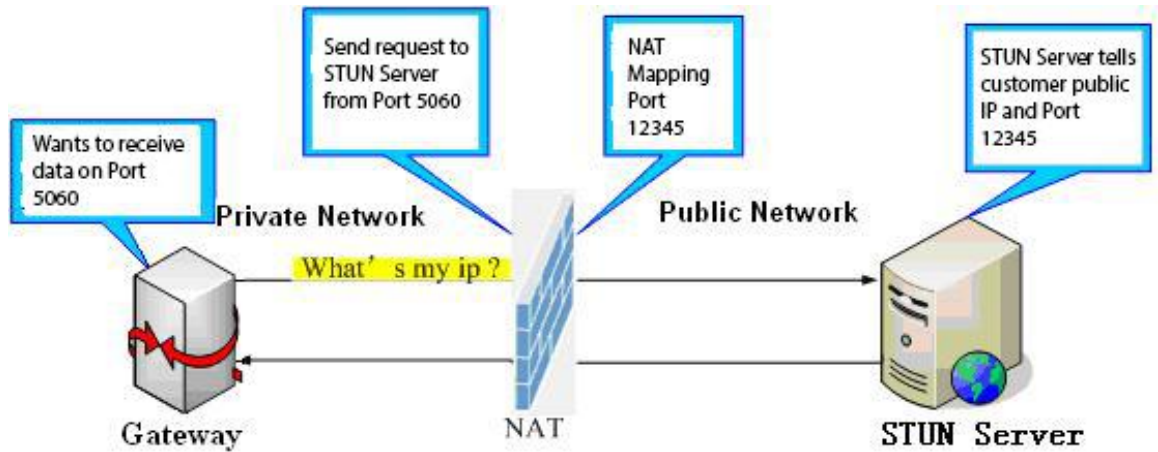 Send request to
STUN Server
from Port 5060
NAT
Mapping
Port
12345
STUN Server tells
customer public
IP and Port
12345
Wants to receive
data on Port
5060
Private Network
Public Network
What's my ip ?
Gateway
NAT
STUN Server